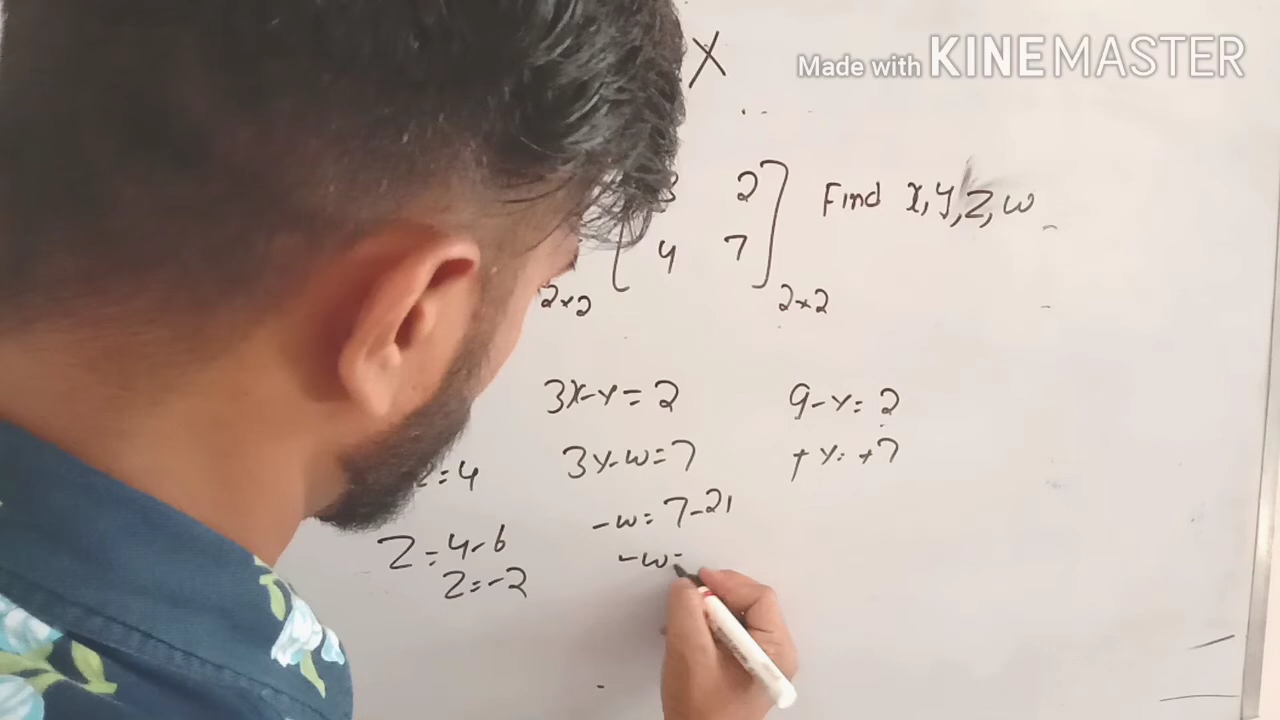 Made with KINEMASTER
X
2
Find x, y, z, w
4 7
2×2 2×2
3x-y=2 9-y=2
z=4 3y-w=7 +y=+7
-w=7-21
z=4-6 -w=
z=-2